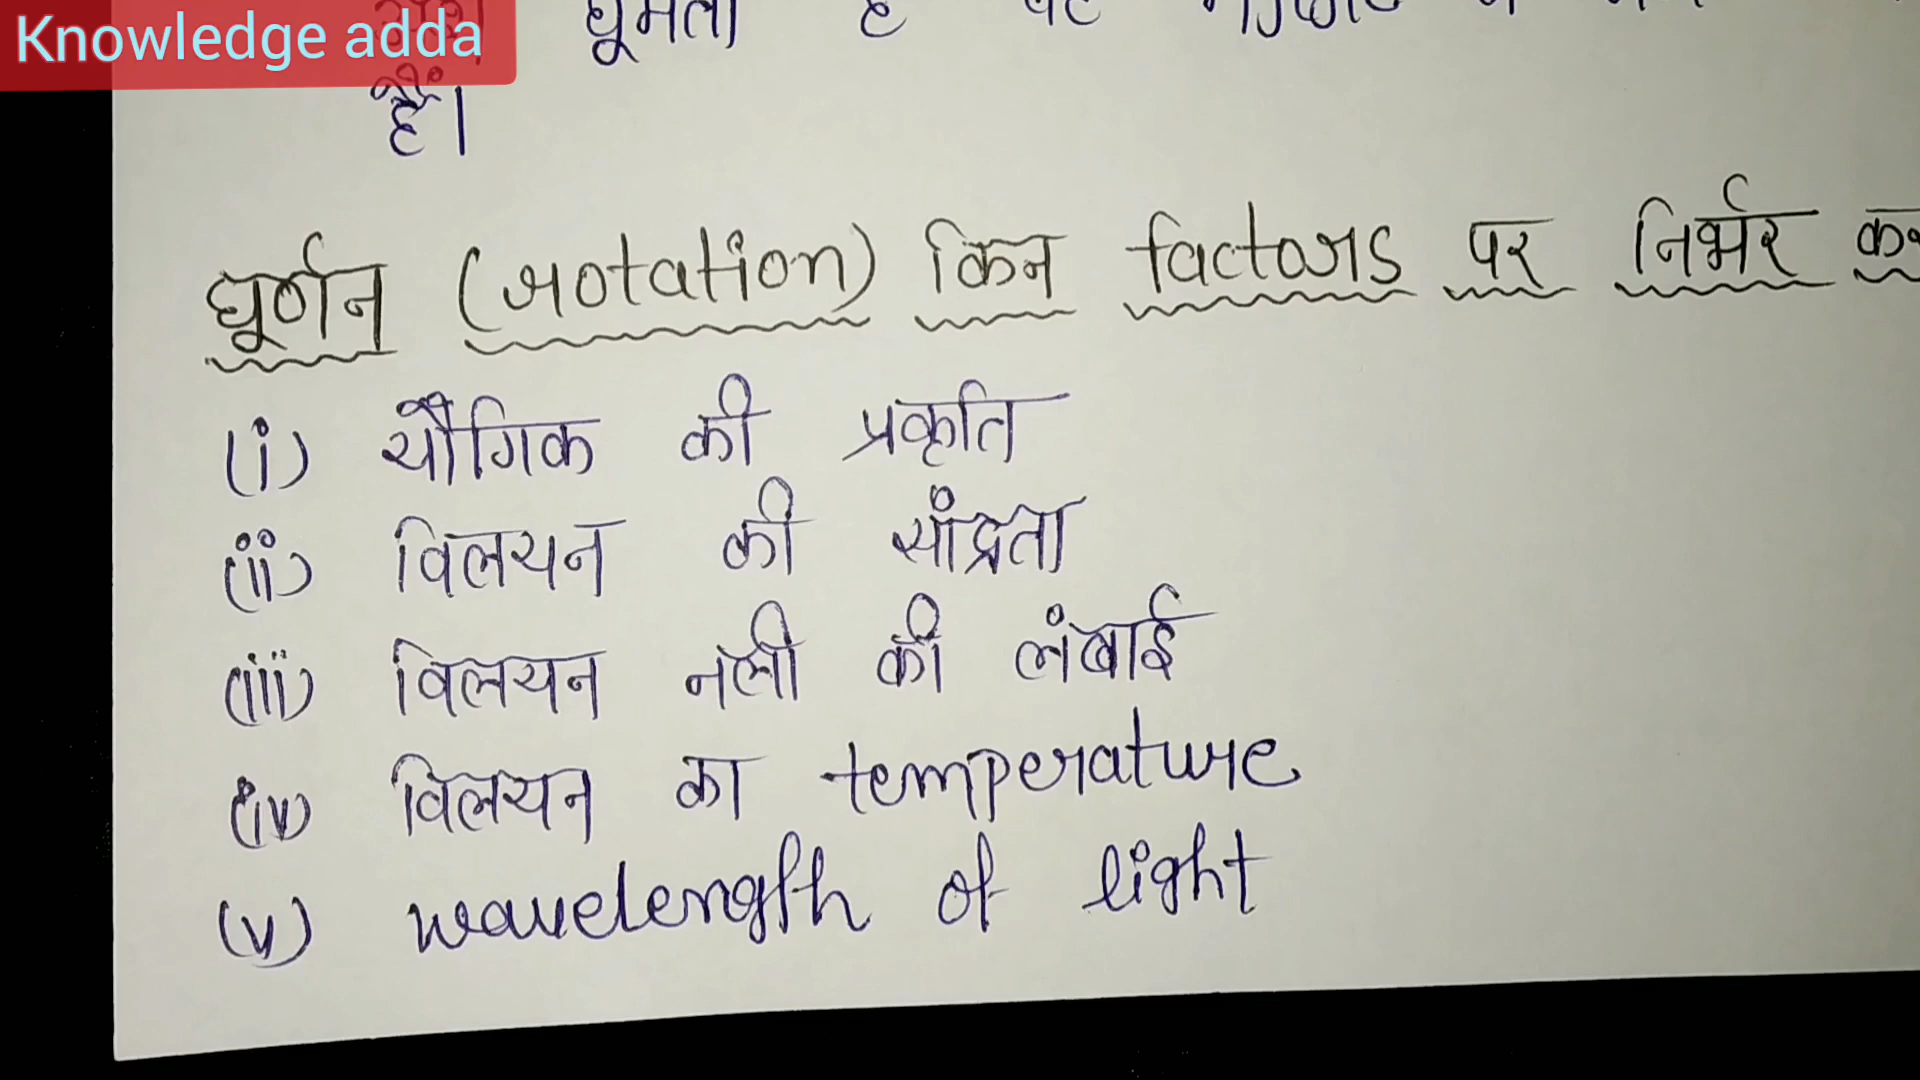 Knowledge adda
घूमता है
हैं।
घूर्णन (rotation) किन factors पर निर्भर
(i) यौगिक की प्रकृति
(ii) विलयन की सांद्रता
(iii) विलयन नली की लंबाई
(iv) विलयन का temperature
(v) wavelength of light